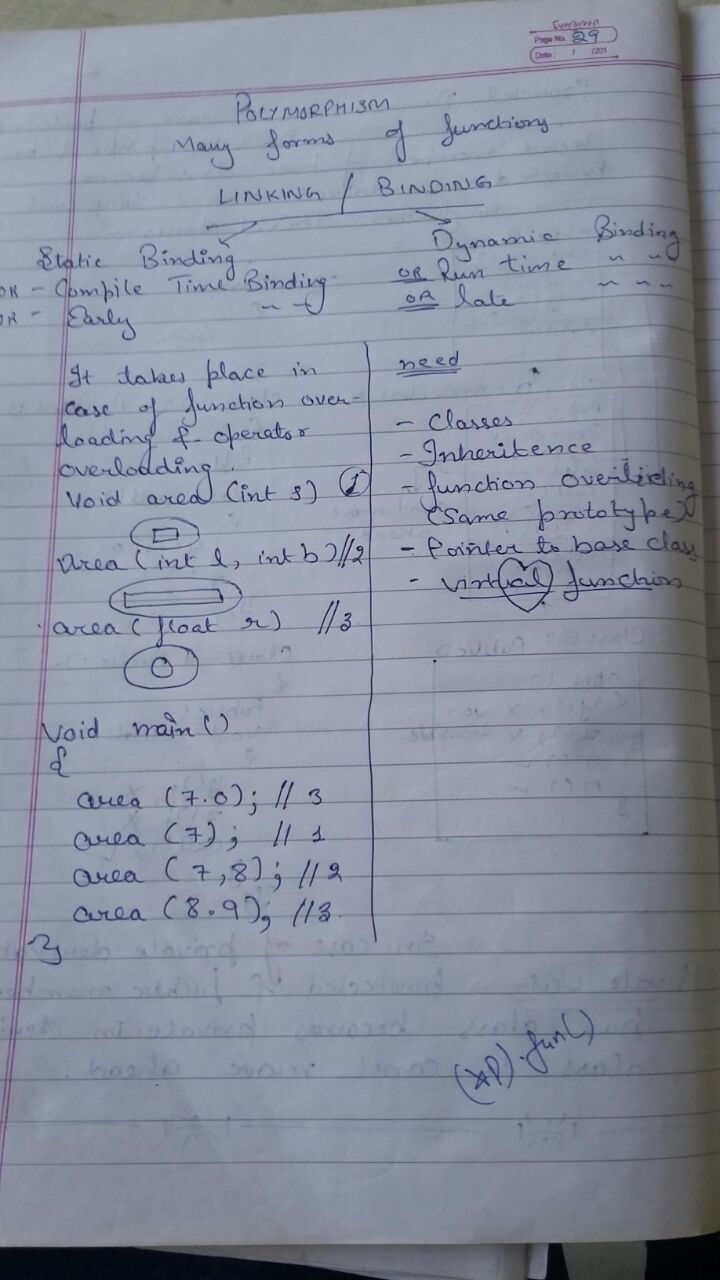 Page No. 29
Date: / /201
POLYMORPHISM
Many forms of functions
LINKING / BINDING
Static Binding
OR - Compile Time Binding
OR - Early " "
Dynamic Binding
OR Run time " "
OR late " " "
It takes place in
case of function over-
loading & operator
overloading.
void area (int s) 1
area (int l, int b) //2
area (float r) //3
void main()
{
area (7.0); // 3
area (7); // 1
area (7,8); // 2
area (8.9); //3
}
need
- Classes
- Inheritence
- function overriding
(Same prototype)
- Pointer to base class
- virtual function
(*P).fun()